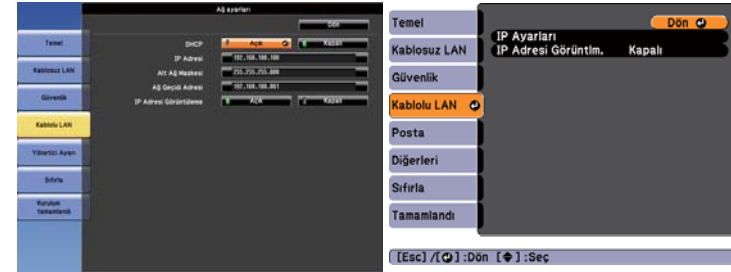 Ağ ayarları
Dön
Temel
Kablosuz LAN
Güvenlik
Kablolu LAN
Yönetici Ayarı
Sıfırla
Kurulum
tamamlandı
DHCP Açık Kapalı
IP Adresi 192.168.100.100
Alt Ağ Maskesi 255.255.255.000
Ağ Geçidi Adresi 192.168.100.001
IP Adresi Görüntüleme Açık Kapalı
Temel
Kablosuz LAN
Güvenlik
Kablolu LAN
Posta
Diğerleri
Sıfırla
Tamamlandı
Dön
IP Ayarları
IP Adresi Görüntlm. Kapalı
[Esc] /[ ] :Dön [ ] :Seç